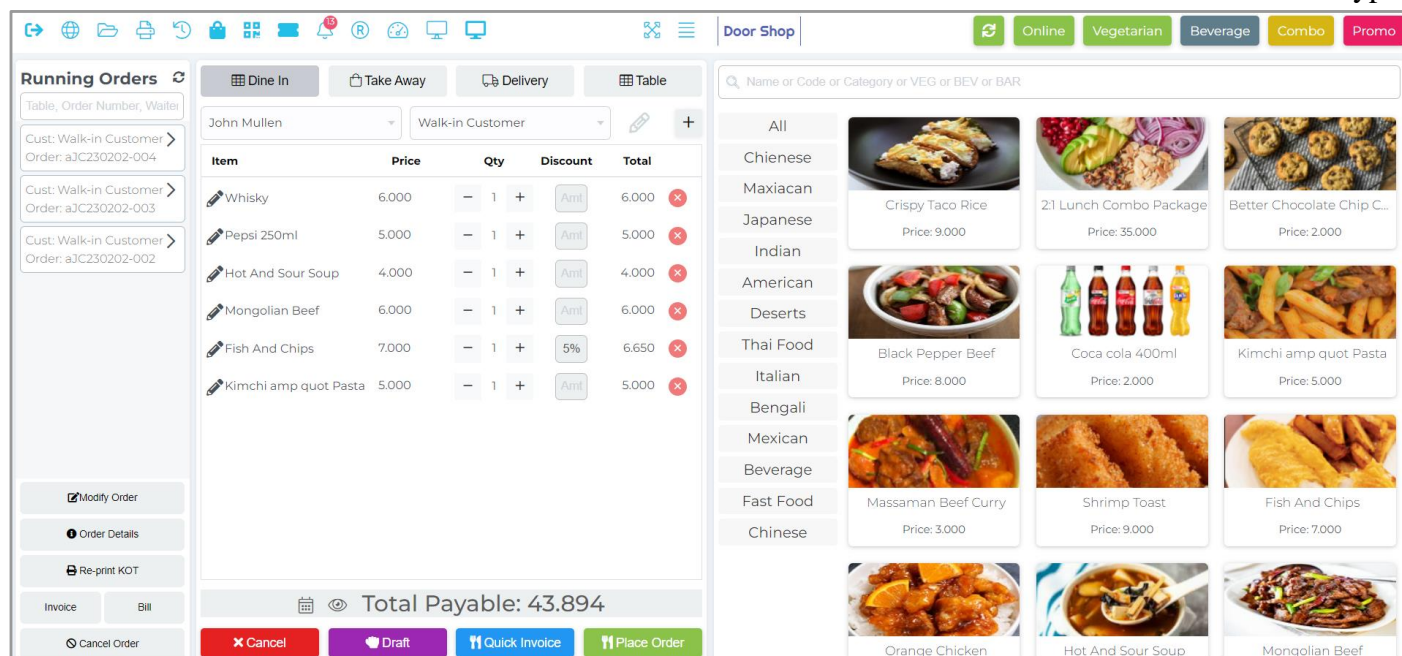 yp
13
R
Door Shop
Online
Vegetarian
Beverage
Combo
Promo
Running Orders
Table, Order Number, Waiter
Cust: Walk-in Customer
Order: aJC230202-004
Cust: Walk-in Customer
Order: aJC230202-003
Cust: Walk-in Customer
Order: aJC230202-002
Modify Order
Order Details
Re-print KOT
Invoice Bill
Cancel Order
Dine In
Take Away
Delivery
Table
John Mullen
Walk-in Customer
+
Item Price Qty Discount Total
Whisky 6.000 − 1 + Amt 6.000
Pepsi 250ml 5.000 − 1 + Amt 5.000
Hot And Sour Soup 4.000 − 1 + Amt 4.000
Mongolian Beef 6.000 − 1 + Amt 6.000
Fish And Chips 7.000 − 1 + 5% 6.650
Kimchi amp quot Pasta 5.000 − 1 + Amt 5.000
Total Payable: 43.894
Cancel
Draft
Quick Invoice
Place Order
Name or Code or Category or VEG or BEV or BAR
All
Chienese
Maxiacan
Japanese
Indian
American
Deserts
Thai Food
Italian
Bengali
Mexican
Beverage
Fast Food
Chinese
Crispy Taco Rice
Price: 9.000
2:1 Lunch Combo Package
Price: 35.000
Better Chocolate Chip C...
Price: 2.000
Black Pepper Beef
Price: 8.000
Coca cola 400ml
Price: 2.000
Kimchi amp quot Pasta
Price: 5.000
Massaman Beef Curry
Price: 3.000
Shrimp Toast
Price: 9.000
Fish And Chips
Price: 7.000
Orange Chicken
Hot And Sour Soup
Mongolian Beef